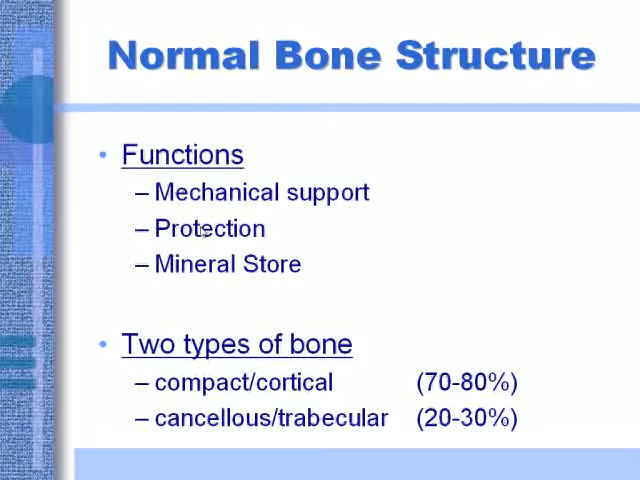 Normal Bone Structure
• Functions
– Mechanical support
– Protection
– Mineral Store
• Two types of bone
– compact/cortical (70-80%)
– cancellous/trabecular (20-30%)